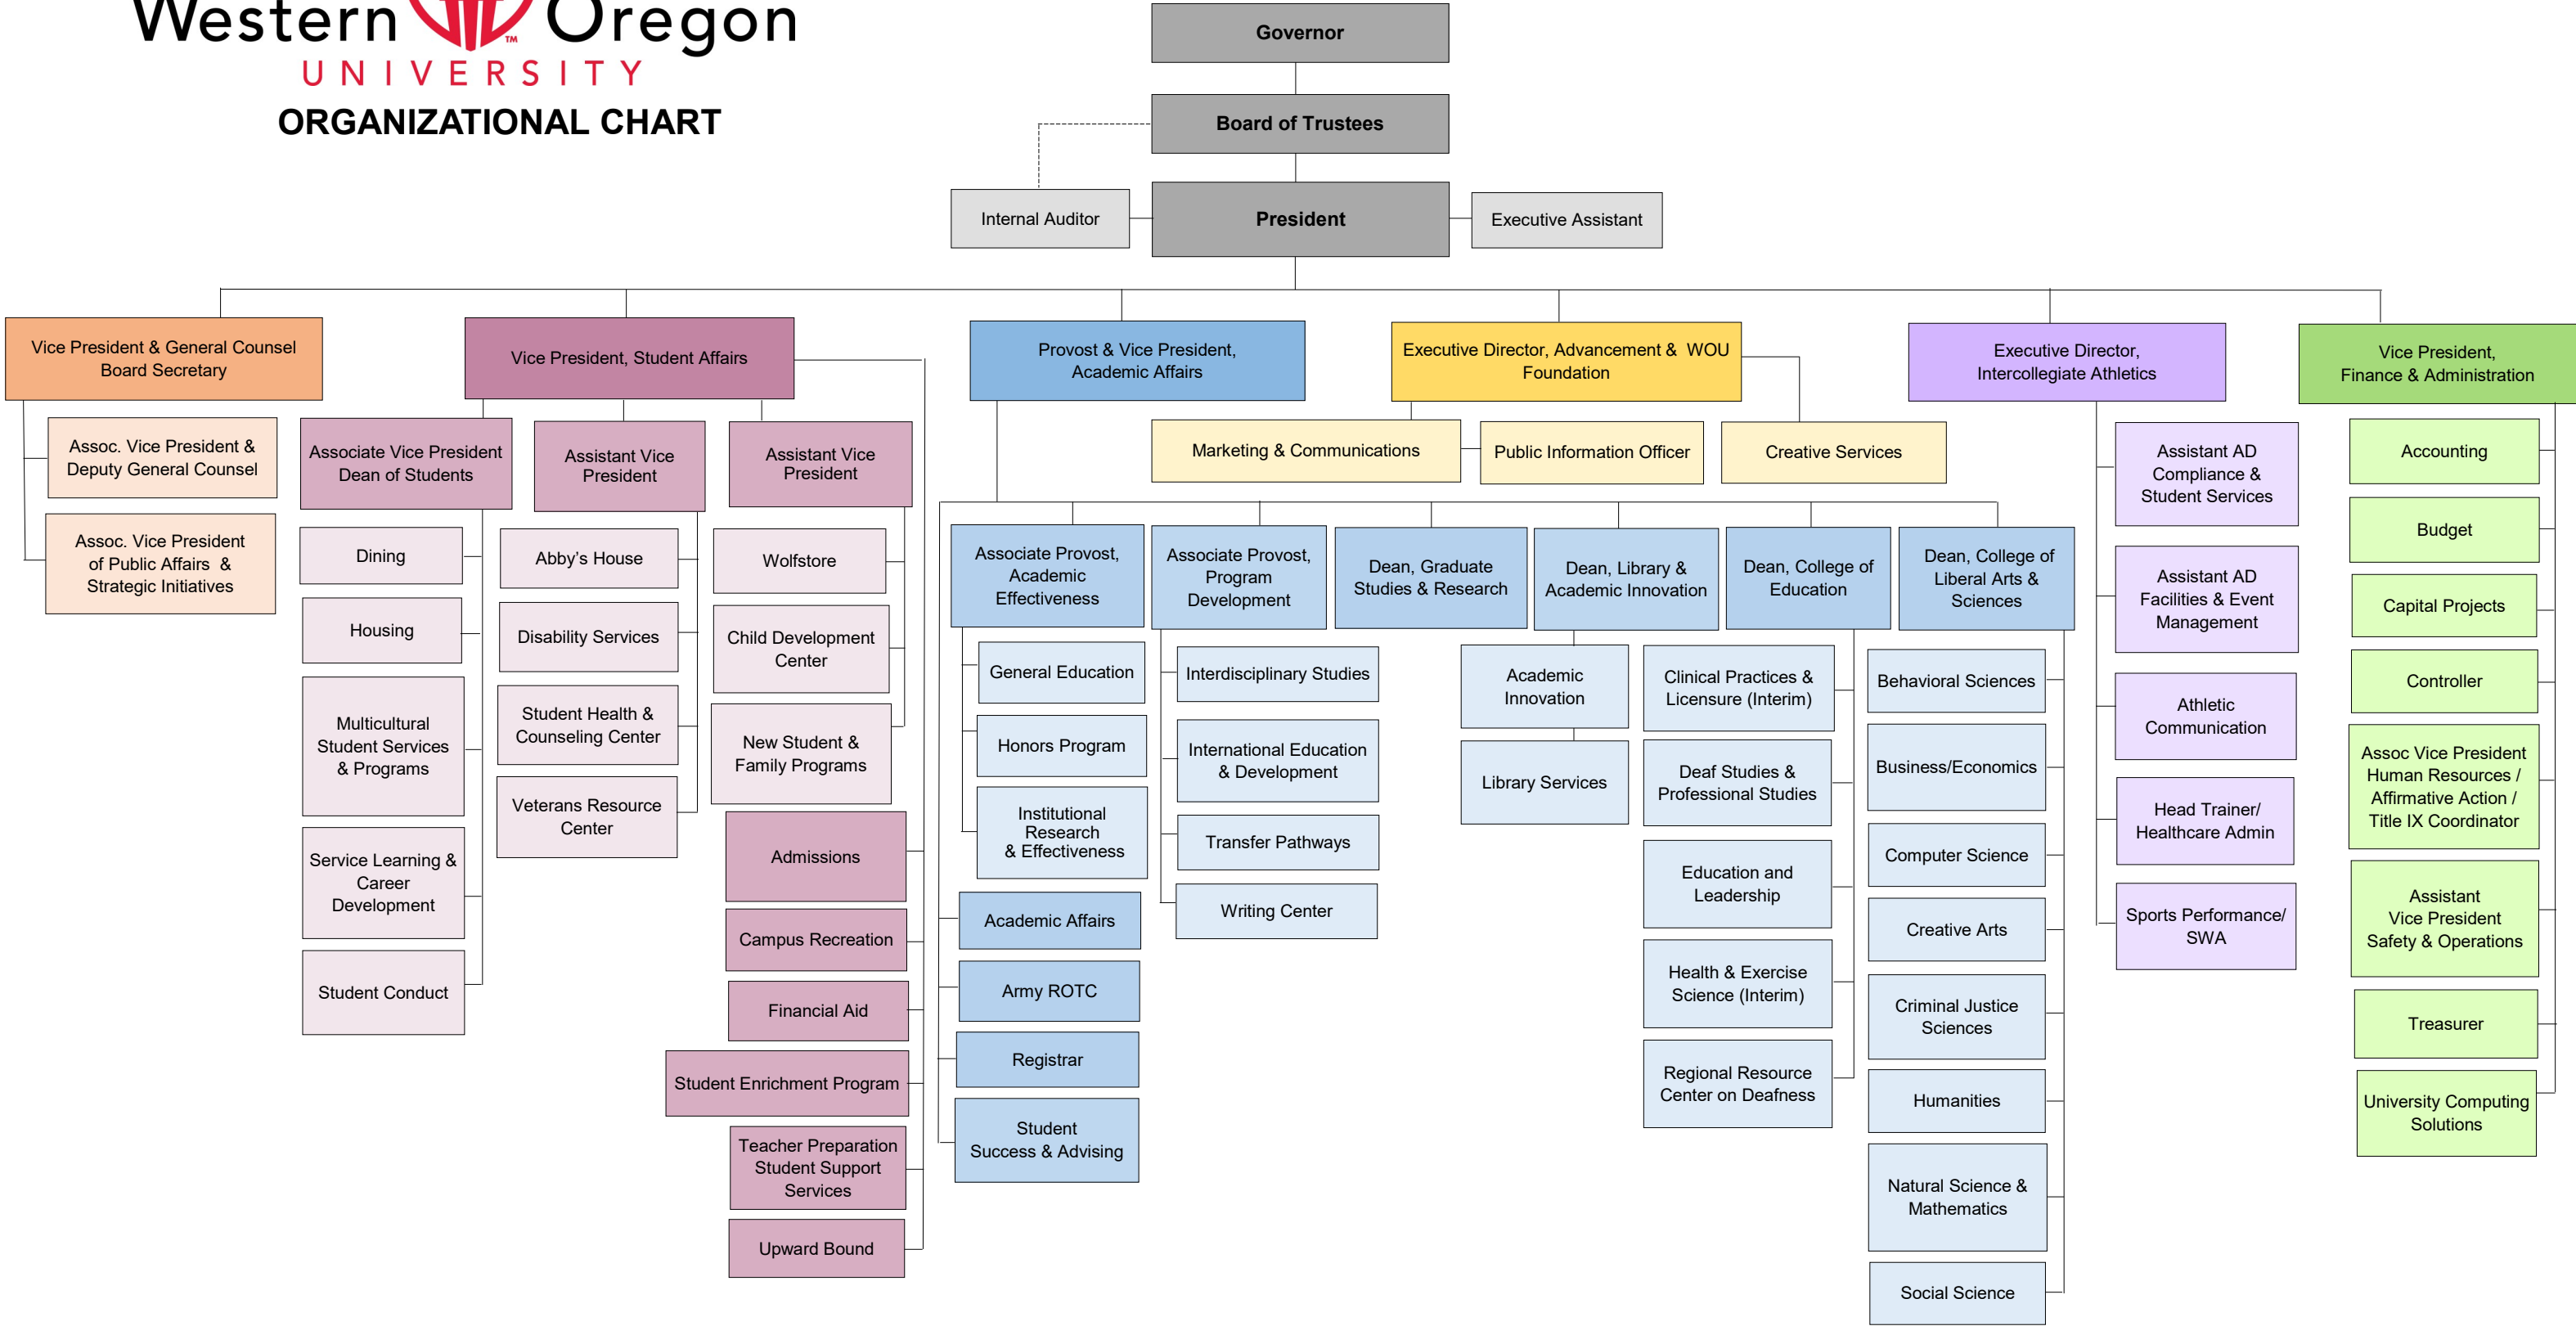 Western Oregon
TM
UNIVERSITY
ORGANIZATIONAL CHART
Governor
Board of Trustees
Internal Auditor
President
Executive Assistant
Vice President & General Counsel
Board Secretary
Vice President, Student Affairs
Provost & Vice President,
Academic Affairs
Executive Director, Advancement & WOU
Foundation
Executive Director,
Intercollegiate Athletics
Vice President,
Finance & Administration
Assoc. Vice President &
Deputy General Counsel
Assoc. Vice President
of Public Affairs &
Strategic Initiatives
Associate Vice President
Dean of Students
Dining
Housing
Multicultural
Student Services
& Programs
Service Learning &
Career
Development
Student Conduct
Assistant Vice
President
Abby’s House
Disability Services
Student Health &
Counseling Center
Veterans Resource
Center
Assistant Vice
President
Wolfstore
Child Development
Center
New Student &
Family Programs
Admissions
Campus Recreation
Financial Aid
Student Enrichment Program
Teacher Preparation
Student Support
Services
Upward Bound
Marketing & Communications
Public Information Officer
Creative Services
Associate Provost,
Academic
Effectiveness
General Education
Honors Program
Institutional
Research
& Effectiveness
Academic Affairs
Army ROTC
Registrar
Student
Success & Advising
Associate Provost,
Program
Development
Interdisciplinary Studies
International Education
& Development
Transfer Pathways
Writing Center
Dean, Graduate
Studies & Research
Dean, Library &
Academic Innovation
Academic
Innovation
Library Services
Dean, College of
Education
Clinical Practices &
Licensure (Interim)
Deaf Studies &
Professional Studies
Education and
Leadership
Health & Exercise
Science (Interim)
Regional Resource
Center on Deafness
Dean, College of
Liberal Arts &
Sciences
Behavioral Sciences
Business/Economics
Computer Science
Creative Arts
Criminal Justice
Sciences
Humanities
Natural Science &
Mathematics
Social Science
Assistant AD
Compliance &
Student Services
Assistant AD
Facilities & Event
Management
Athletic
Communication
Head Trainer/
Healthcare Admin
Sports Performance/
SWA
Accounting
Budget
Capital Projects
Controller
Assoc Vice President
Human Resources /
Affirmative Action /
Title IX Coordinator
Assistant
Vice President
Safety & Operations
Treasurer
University Computing
Solutions